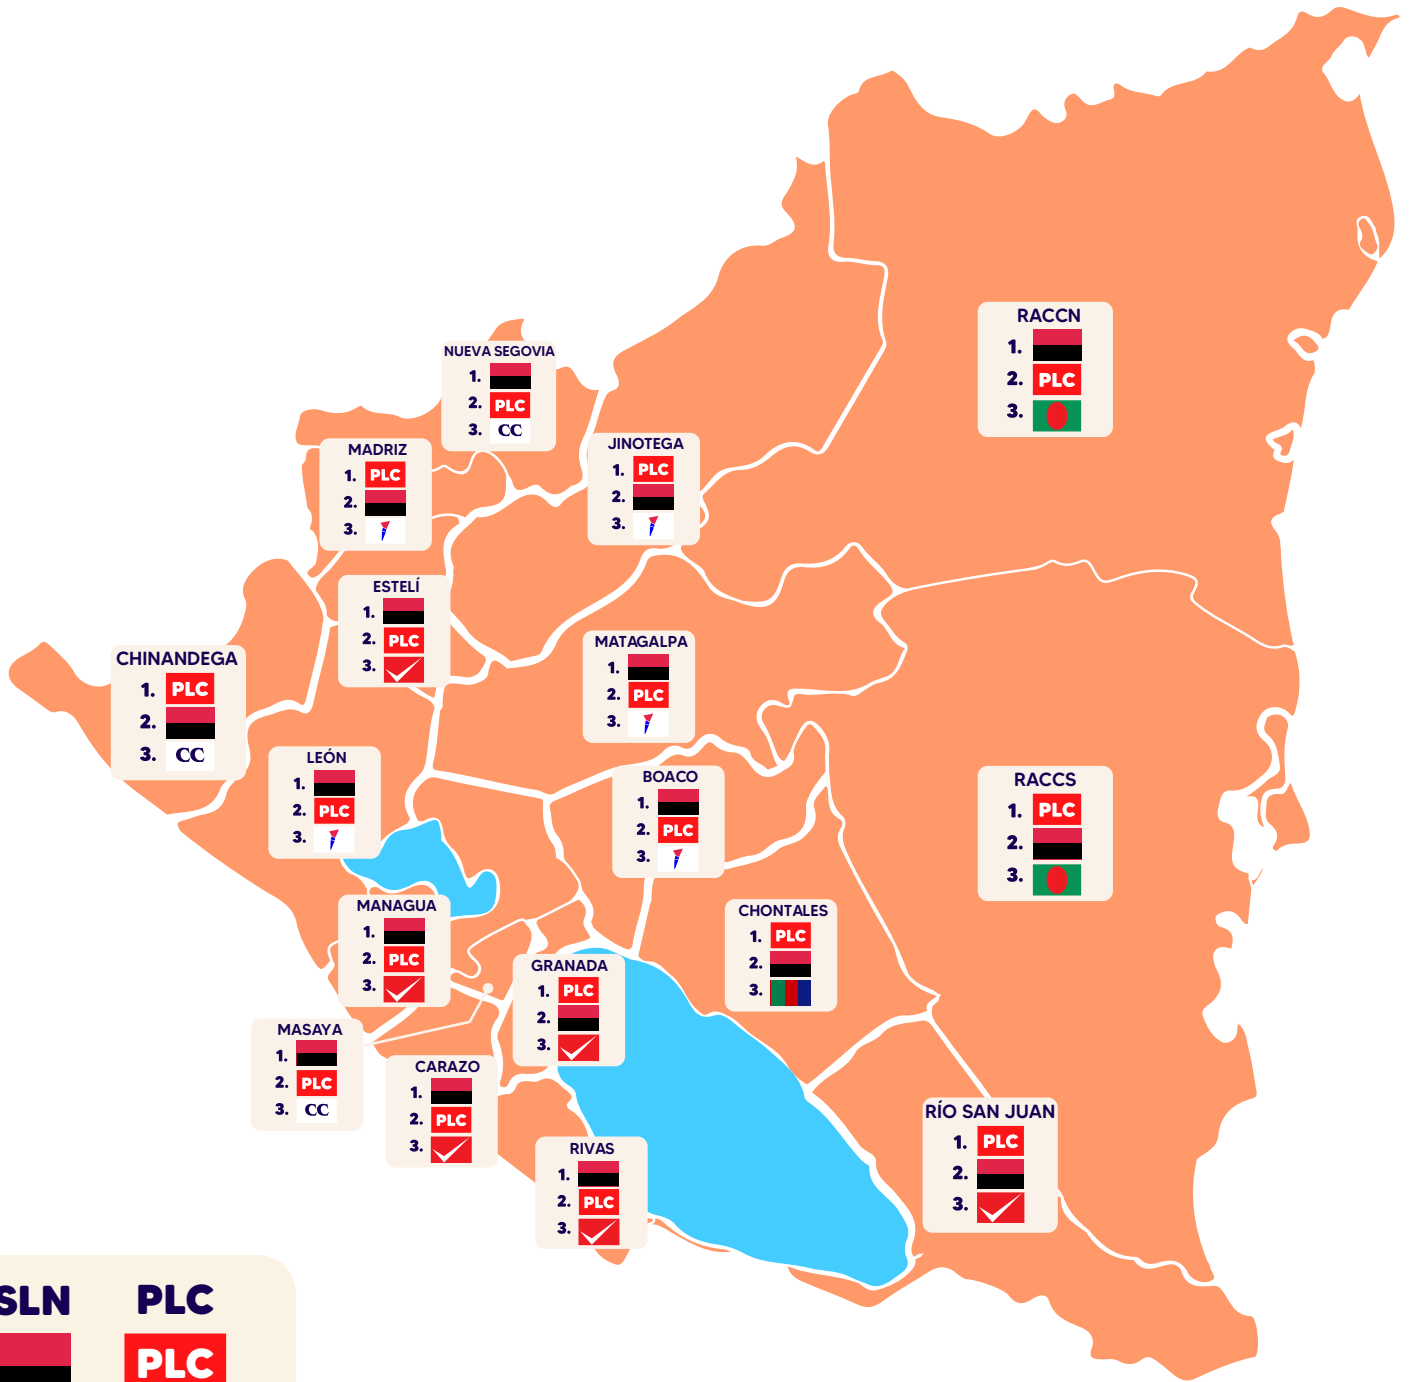 RACCN
1.
2. PLC
3.
NUEVA SEGOVIA
1.
2. PLC
3. CC
MADRIZ
1. PLC
2.
3.
JINOTEGA
1. PLC
2.
3.
ESTELÍ
1.
2. PLC
3.
MATAGALPA
1.
2. PLC
3.
CHINANDEGA
1. PLC
2.
3. CC
LEÓN
1.
2. PLC
3.
BOACO
1.
2. PLC
3.
RACCS
1. PLC
2.
3.
MANAGUA
1.
2. PLC
3.
CHONTALES
1. PLC
2.
3.
GRANADA
1. PLC
2.
3.
MASAYA
1.
2. PLC
3. CC
CARAZO
1.
2. PLC
3.
RIVAS
1.
2. PLC
3.
RÍO SAN JUAN
1. PLC
2.
3.
SLN PLC
PLC